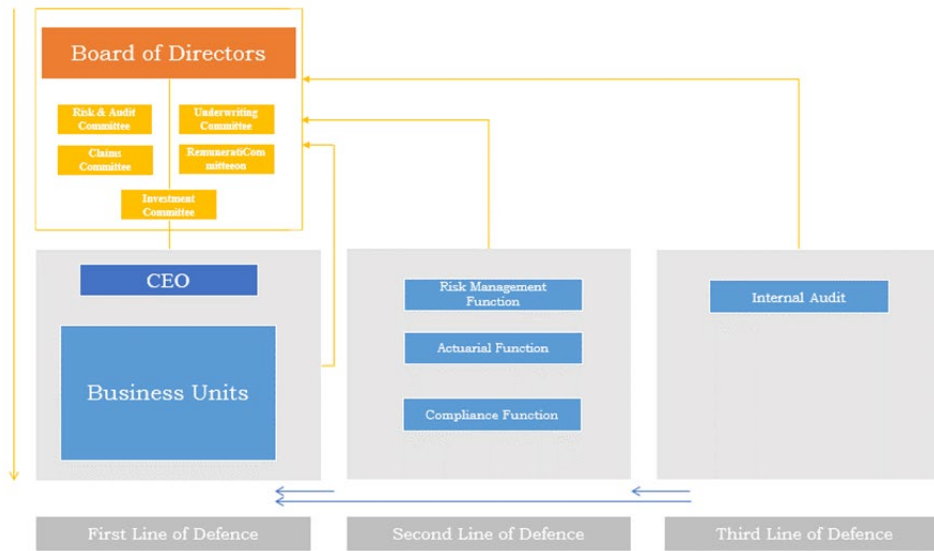 Board of Directors
Risk & Audit
Committee
Underwriting
Committee
Claims
Committee
RemuneratiCom
mitteeon
Investment
Committee
CEO
Business Units
Risk Management
Function
Actuarial Function
Compliance Function
Internal Audit
First Line of Defence
Second Line of Defence
Third Line of Defence